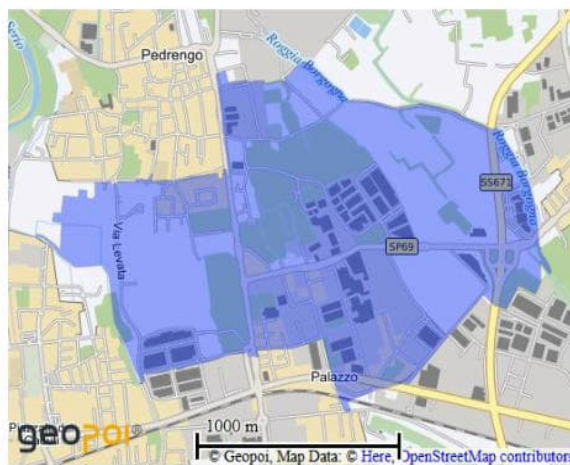 Serio
Pedrengo
Roggia Borgogna
Roggia Borgogna
SS671
Via Levata
SP69
Palazzo
geopoi®
1000 m
© Geopoi, Map Data: © Here, OpenStreetMap contributors